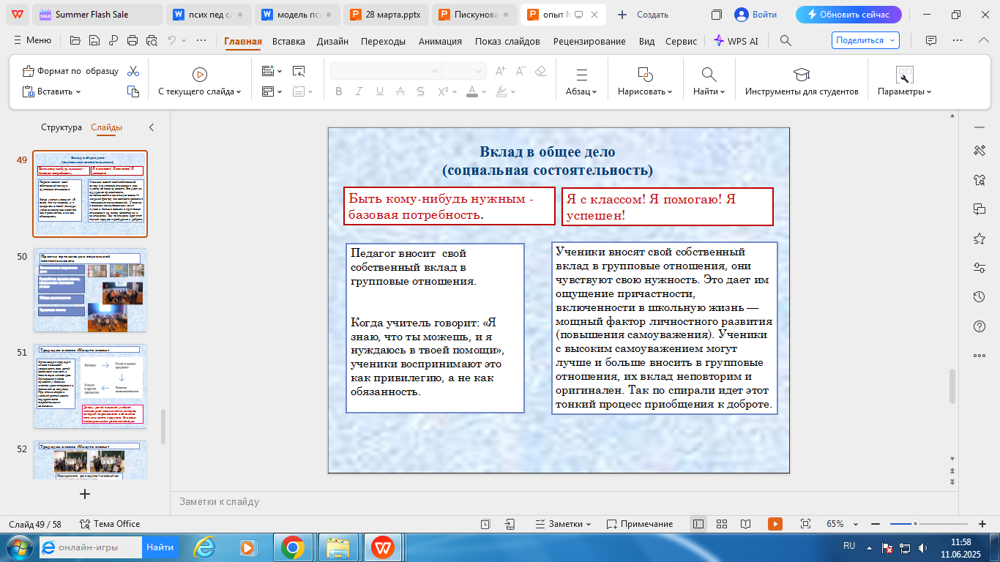 Summer Flash Sale
псих пед сл
модель пси
28 марта.pptx
Пискунова
опыт М
Создать
Войти
Обновить сейчас
Меню
Главная
Вставка
Дизайн
Переходы
Анимация
Показ слайдов
Рецензирование
Вид
Сервис
WPS AI
Поделиться
Формат по образцу
Вставить
С текущего слайда
Абзац
Нарисовать
Найти
Инструменты для студентов
Параметры
Структура
Слайды
49
50
51
52
Вклад в общее дело
(социальная состоятельность)
Быть кому-нибудь нужным -
базовая потребность.
Я с классом! Я помогаю! Я
успешен!
Педагог вносит свой
собственный вклад в
групповые отношения.
Когда учитель говорит: «Я
знаю, что ты можешь, и я
нуждаюсь в твоей помощи»,
ученики воспринимают это
как привилегию, а не как
обязанность.
Ученики вносят свой собственный
вклад в групповые отношения, они
чувствуют свою нужность. Это дает им
ощущение причастности,
включенности в школьную жизнь —
мощный фактор личностного развития
(повышения самоуважения). Ученики
с высоким самоуважением могут
лучше и больше вносить в групповые
отношения, их вклад неповторим и
оригинален. Так по спирали идет этот
тонкий процесс приобщения к доброте.
Заметки к слайду
Слайд 49 / 58
Тема Office
Заметки
Примечание
65%
онлайн-игры
Найти
RU
11:58
11.06.2025